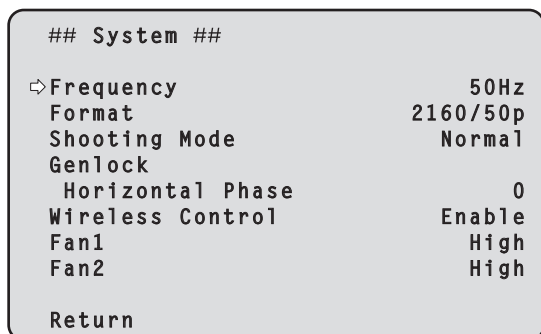 ## System ##
⇨Frequency 50Hz
Format 2160/50p
Shooting Mode Normal
Genlock
Horizontal Phase 0
Wireless Control Enable
Fan1 High
Fan2 High
Return